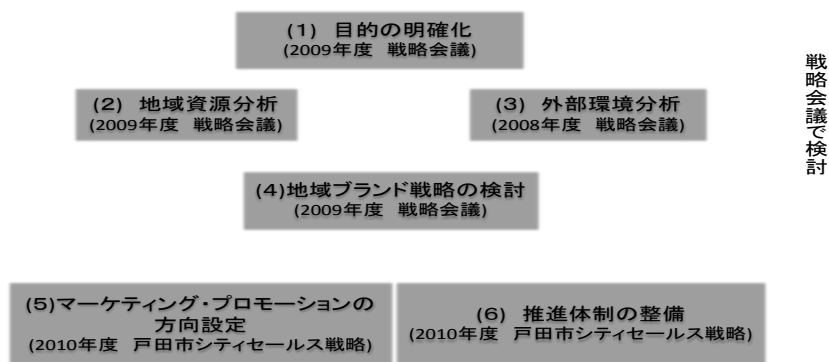 (1) 目的の明確化
(2009年度 戦略会議)
(2) 地域資源分析
(2009年度 戦略会議)
(3) 外部環境分析
(2008年度 戦略会議)
戦略会議で検討
(4)地域ブランド戦略の検討
(2009年度 戦略会議)
(5)マーケティング・プロモーションの
方向設定
(2010年度 戸田市シティセールス戦略)
(6) 推進体制の整備
(2010年度 戸田市シティセールス戦略)